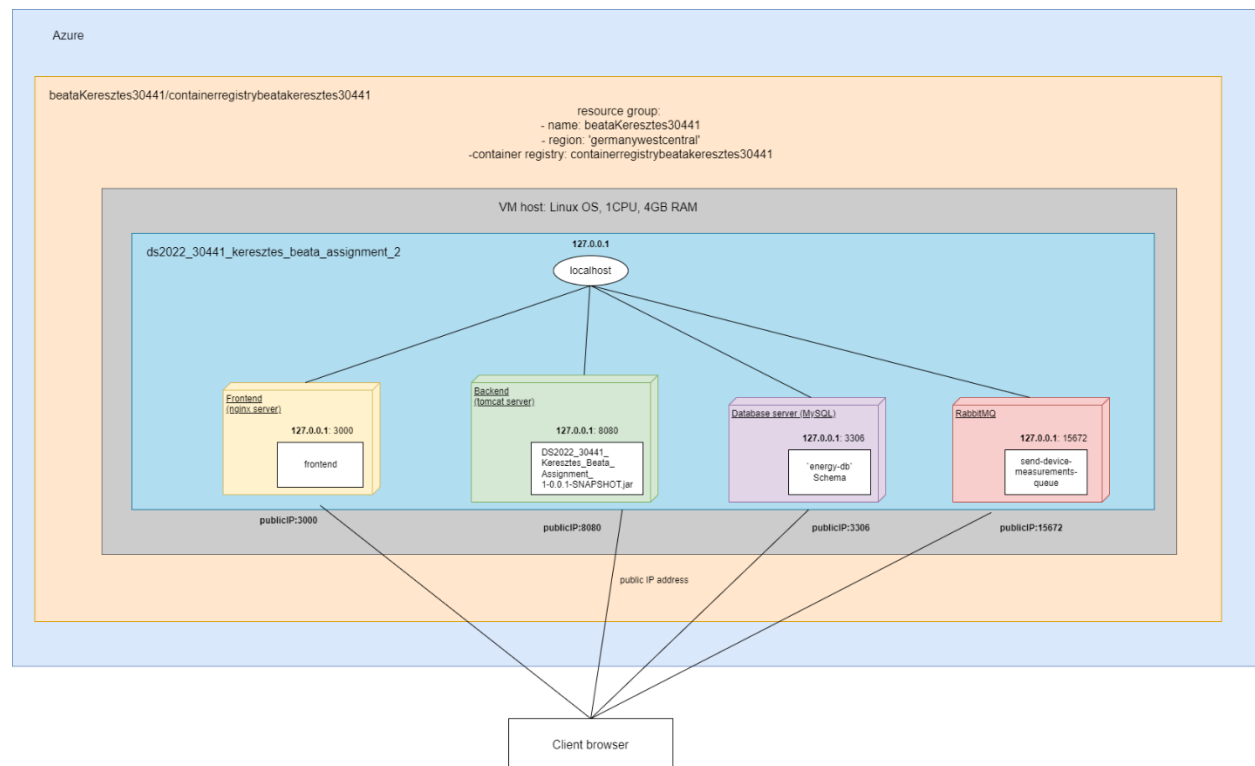 Azure
beataKeresztes30441/containerregistrybeatakeresztes30441
resource group:
- name: beataKeresztes30441
- region: 'germanywestcentral'
-container registry: containerregistrybeatakeresztes30441
VM host: Linux OS, 1CPU, 4GB RAM
ds2022_30441_keresztes_beata_assignment_2
127.0.0.1
localhost
Frontend
(nginx server)
127.0.0.1: 3000
frontend
Backend
(tomcat server)
127.0.0.1: 8080
DS2022_30441_
Keresztes_Beata_
Assignment_
1-0.0.1-SNAPSHOT.jar
Database server (MySQL)
127.0.0.1: 3306
`energy-db`
Schema
RabbitMQ
127.0.0.1: 15672
send-device-
measurements-
queue
publicIP:3000
publicIP:8080
publicIP:3306
publicIP:15672
public IP address
Client browser